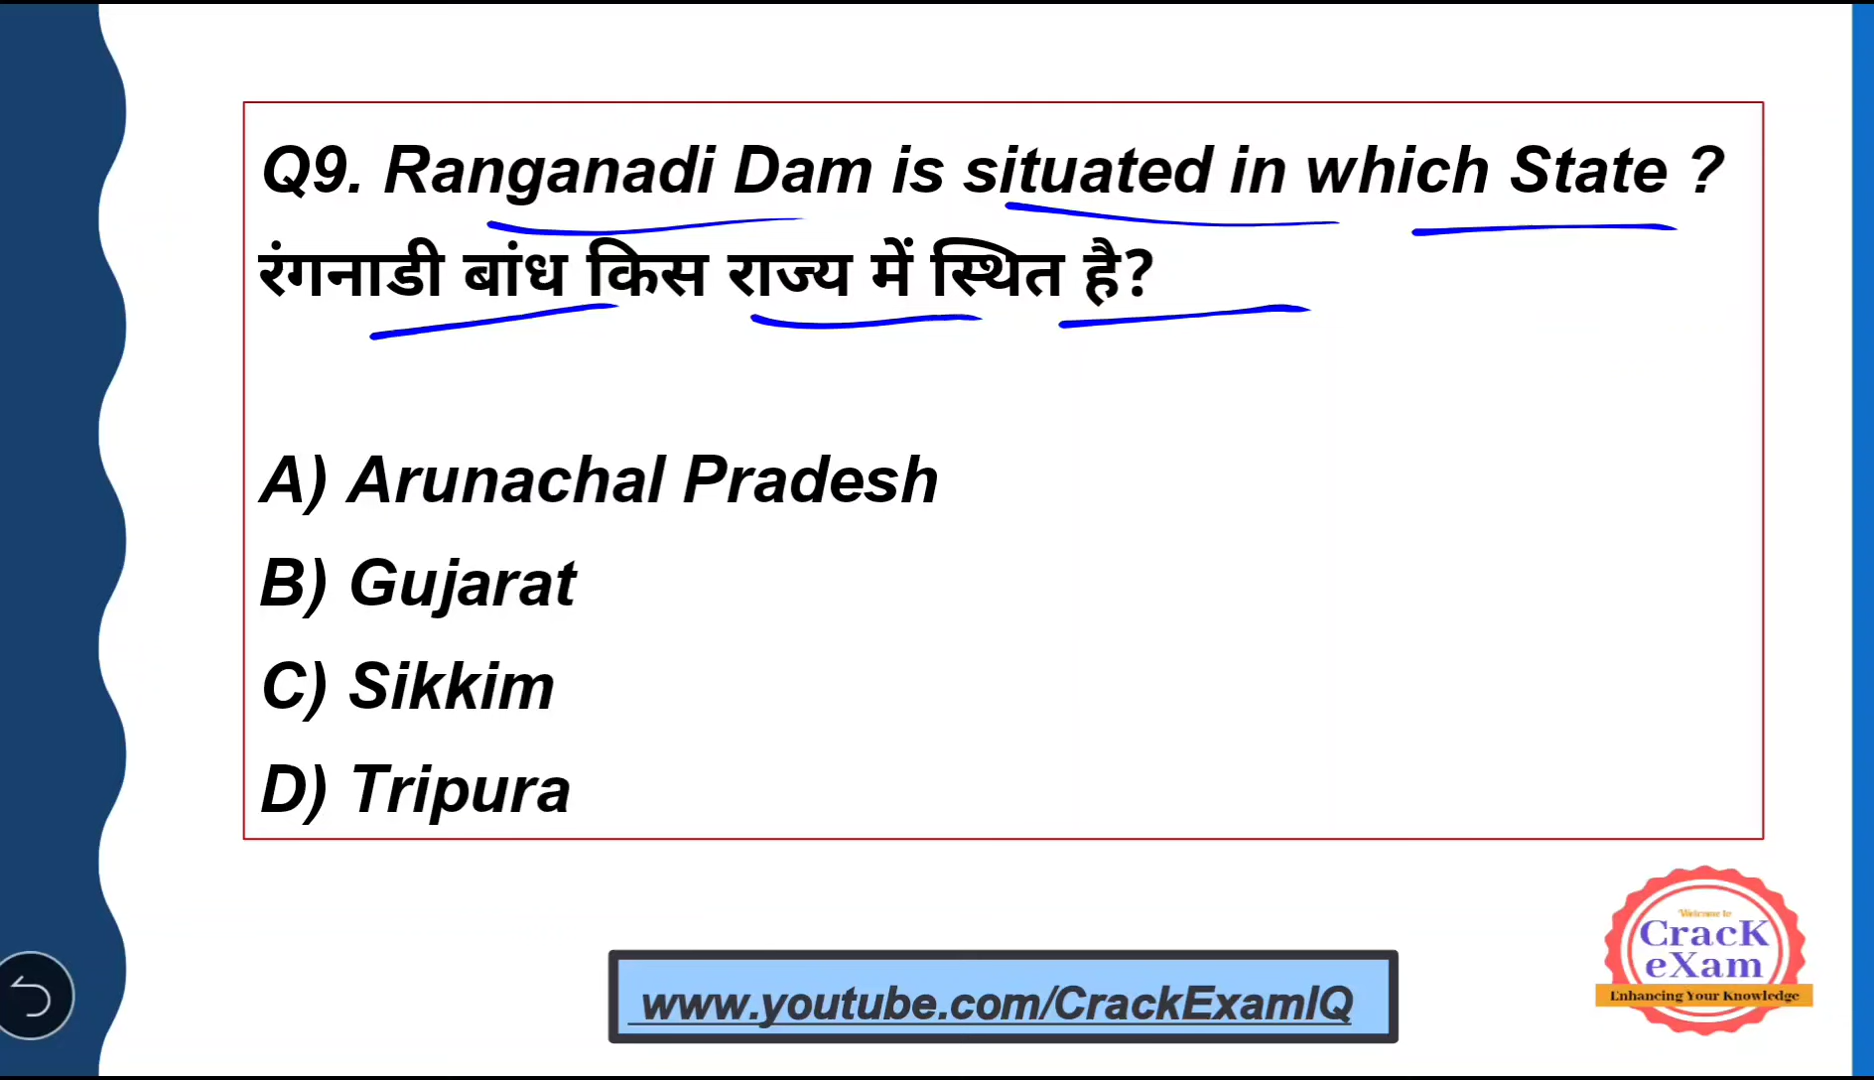 Q9. Ranganadi Dam is situated in which State ?
रंगनाडी बांध किस राज्य में स्थित है?
A) Arunachal Pradesh
B) Gujarat
C) Sikkim
D) Tripura
Welcome to
CracK
eXam
Enhancing Your Knowledge
www.youtube.com/CrackExamIQ